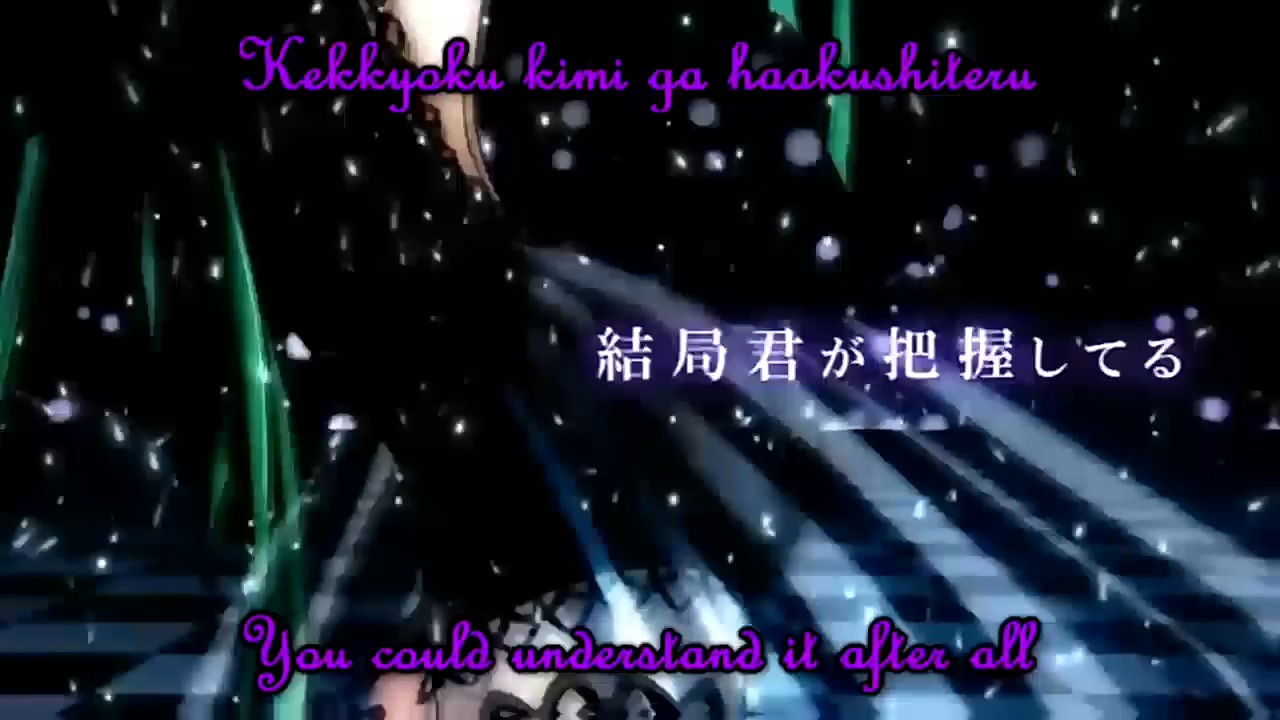 Kekkyoku kimi ga haakushiteru
結局君が把握してる
You could understand it after all